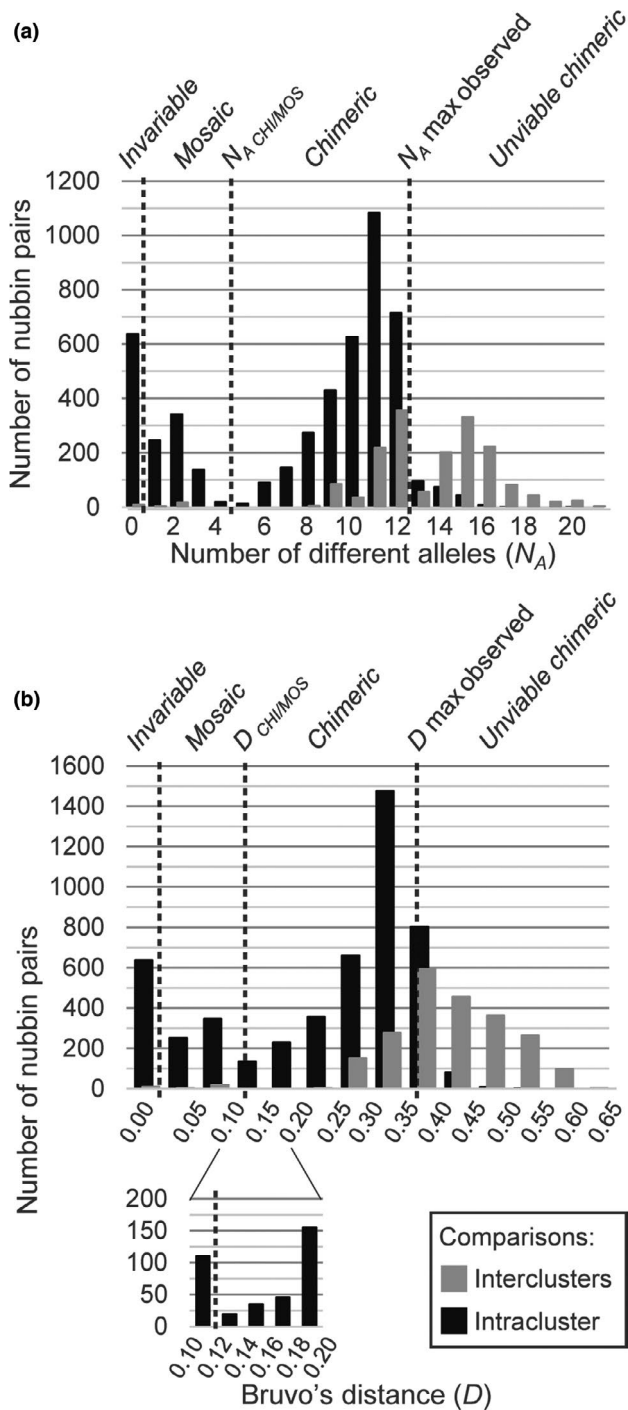 (a)
Invariable
Mosaic
N_A CHI/MOS
Chimeric
N_A max observed
Unviable chimeric
Number of nubbin pairs
1200
1000
800
600
400
200
0
0 2 4 6 8 10 12 14 16 18 20
Number of different alleles (N_A)
(b)
Invariable
Mosaic
D CHI/MOS
Chimeric
D max observed
Unviable chimeric
Number of nubbin pairs
1600
1400
1200
1000
800
600
400
200
0
0.00 0.05 0.10 0.15 0.20 0.25 0.30 0.35 0.40 0.45 0.50 0.55 0.60 0.65
200
150
100
50
0
0.10 0.12 0.14 0.16 0.18 0.20
Bruvo's distance (D)
Comparisons:
Interclusters
Intracluster